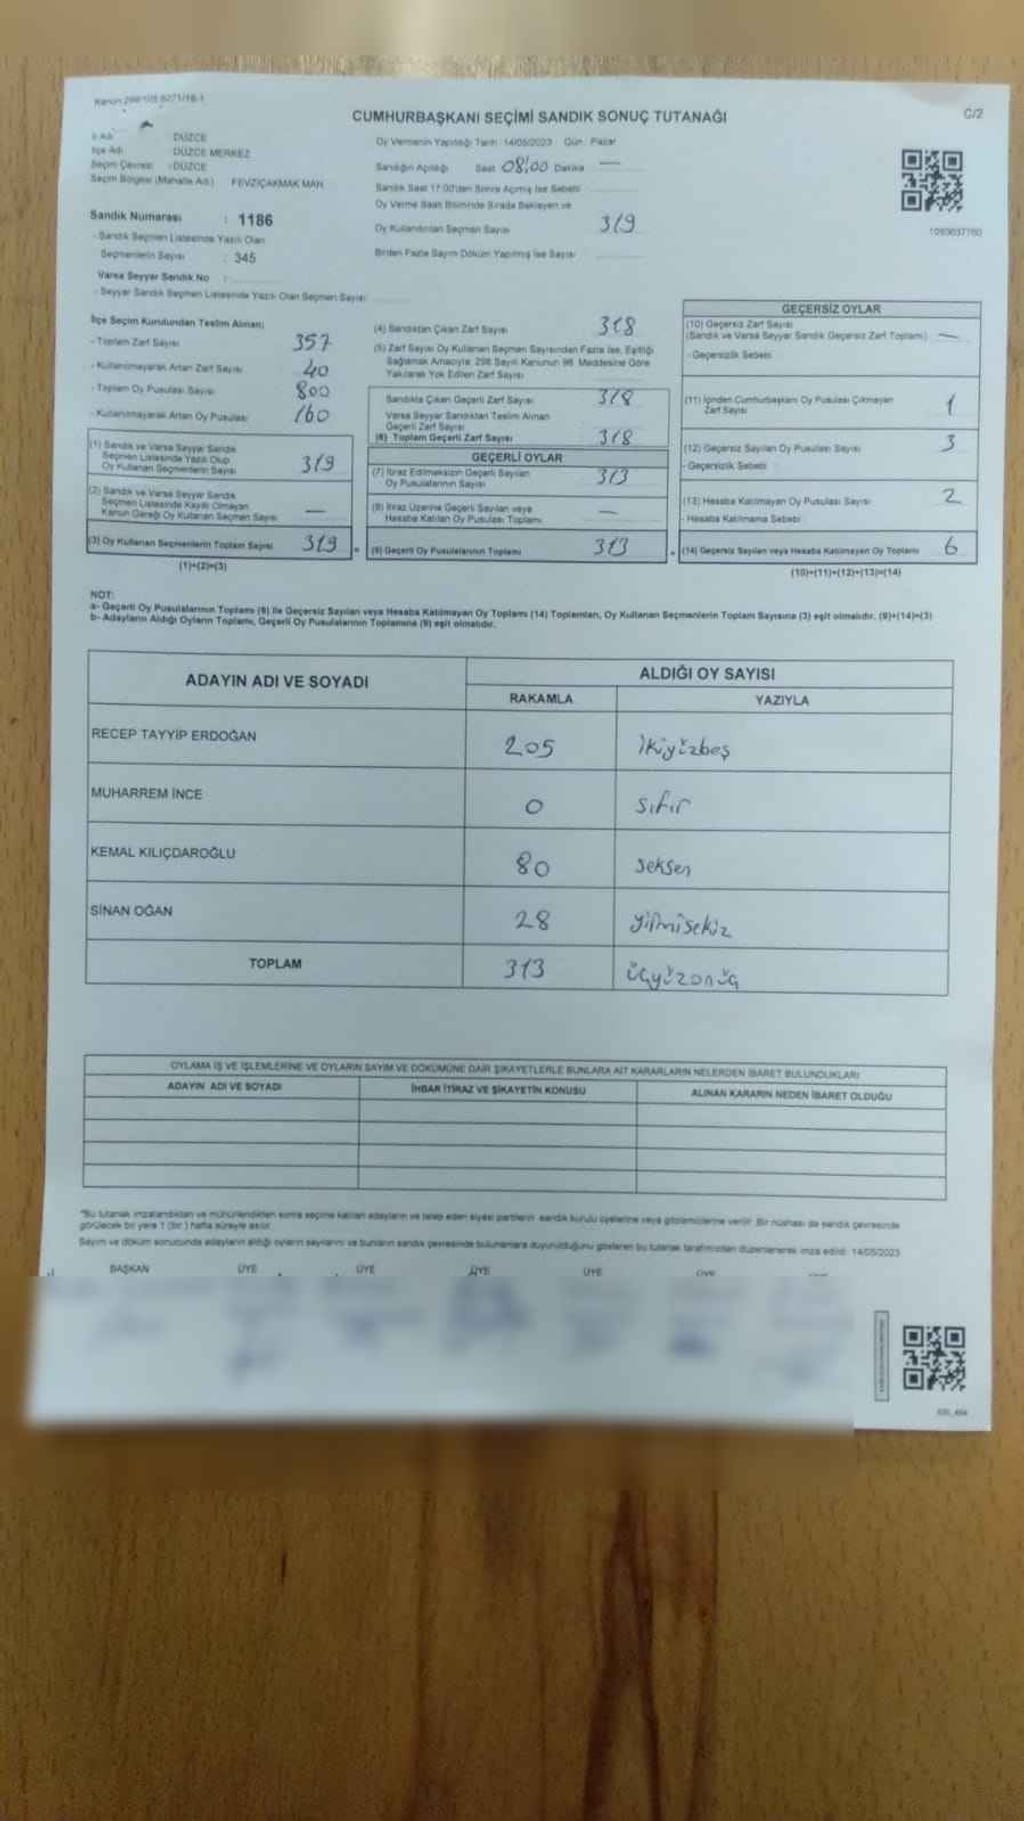 Kanun 298/105 6271/18-1
C/2
CUMHURBAŞKANI SEÇİMİ SANDIK SONUÇ TUTANAĞI
İl Adı DÜZCE
İlçe Adı DÜZCE MERKEZ
Seçim Çevresi : DÜZCE
Seçim Bölgesi (Mahalle Adı) FEVZİÇAKMAK MAH.
Oy Vermenin Yapıldığı Tarih : 14/05/2023 Gün : Pazar
Sandığın Açılışı Saat 08:00 Dakika —
Sandık Saat 17:00'den Sonra Açılmış İse Sebebi
Oy Verme Saati Bitiminde Sırada Bekleyen ve
Oy Kullandırılan Seçmen Sayısı 319
Birden Fazla Sayım Döküm Yapılmış İse Sayısı
Sandık Numarası : 1186
- Sandık Seçmen Listesinde Yazılı Olan
Seçmenlerin Sayısı : 345
Varsa Seyyar Sandık No :
- Seyyar Sandık Seçmen Listesinde Yazılı Olan Seçmen Sayısı
İlçe Seçim Kurulundan Teslim Alınan;
- Toplam Zarf Sayısı 357
- Kullanılmayarak Artan Zarf Sayısı 40
- Toplam Oy Pusulası Sayısı 800
- Kullanılmayarak Artan Oy Pusulası 160
(1) Sandık ve Varsa Seyyar Sandık
Seçmen Listesinde Yazılı Olup
Oy Kullanan Seçmenlerin Sayısı 319
(2) Sandık ve Varsa Seyyar Sandık
Seçmen Listesinde Kayıtlı Olmayan
Kanun Gereği Oy Kullanan Seçmen Sayısı —
(3) Oy Kullanan Seçmenlerin Toplam Sayısı 319
(1)+(2)=(3)
(4) Sandıktan Çıkan Zarf Sayısı 318
(5) Zarf Sayısı Oy Kullanan Seçmen Sayısından Fazla İse, Eşitliği
Sağlamak Amacıyla 298 Sayılı Kanunun 98. Maddesine Göre
Yakılarak Yok Edilen Zarf Sayısı
Sandıkta Çıkan Geçerli Zarf Sayısı 318
Varsa Seyyar Sandıktan Teslim Alınan
Geçerli Zarf Sayısı
(6) Toplam Geçerli Zarf Sayısı 318
GEÇERLİ OYLAR
(7) İtiraz Edilmeksizin Geçerli Sayılan
Oy Pusulalarının Sayısı 313
(8) İtiraz Üzerine Geçerli Sayılan veya
Hesaba Katılan Oy Pusulası Toplamı —
(9) Geçerli Oy Pusulalarının Toplamı 313
GEÇERSİZ OYLAR
(10) Geçersiz Zarf Sayısı
(Sandık ve Varsa Seyyar Sandık Geçersiz Zarf Toplamı) —
- Geçersizlik Sebebi
(11) İçinden Cumhurbaşkanı Oy Pusulası Çıkmayan
Zarf Sayısı 1
(12) Geçersiz Sayılan Oy Pusulası Sayısı 3
- Geçersizlik Sebebi
(13) Hesaba Katılmayan Oy Pusulası Sayısı 2
- Hesaba Katılmama Sebebi
(14) Geçersiz Sayılan veya Hesaba Katılmayan Oy Toplamı 6
(10)+(11)+(12)+(13)=(14)
NOT:
a- Geçerli Oy Pusulalarının Toplamı (9) ile Geçersiz Sayılan veya Hesaba Katılmayan Oy Toplamı (14) Toplamları, Oy Kullanan Seçmenlerin Toplam Sayısına (3) eşit olmalıdır. (9)+(14)=(3)
b- Adayların Aldığı Oyların Toplamı, Geçerli Oy Pusulalarının Toplamına (9) eşit olmalıdır.
ADAYIN ADI VE SOYADI
ALDIĞI OY SAYISI
RAKAMLA YAZIYLA
RECEP TAYYİP ERDOĞAN 205 ikiyüzbeş
MUHARREM İNCE 0 sıfır
KEMAL KILIÇDAROĞLU 80 seksen
SİNAN OĞAN 28 yirmisekiz
TOPLAM 313 üçyüzonüç
OYLAMA İŞ VE İŞLEMLERİNE VE OYLARIN SAYIM VE DÖKÜMÜNE DAİR ŞİKAYETLERLE BUNLARA AİT KARARLARIN NELERDEN İBARET BULUNDUKLARI
ADAYIN ADI VE SOYADI İHBAR İTİRAZ VE ŞİKAYETİN KONUSU ALINAN KARARIN NEDEN İBARET OLDUĞU
"Bu tutanak imzalandıktan ve mühürlendikten sonra seçime katılan adayların ve talep eden siyasi partilerin sandık kurulu üyelerine veya gözlemcilerine verilir. Bir nüshası da sandık çevresinde
görülecek bir yere 1 (bir) hafta süreyle asılır.
Sayım ve döküm sonucunda adayların aldığı oyların sayılarını ve bunların sandık çevresinde bulunanlara duyurulduğunu gösteren bu tutanak tarafımızdan düzenlenerek imza edildi. 14/05/2023
BAŞKAN ÜYE ÜYE ÜYE ÜYE ÜYE